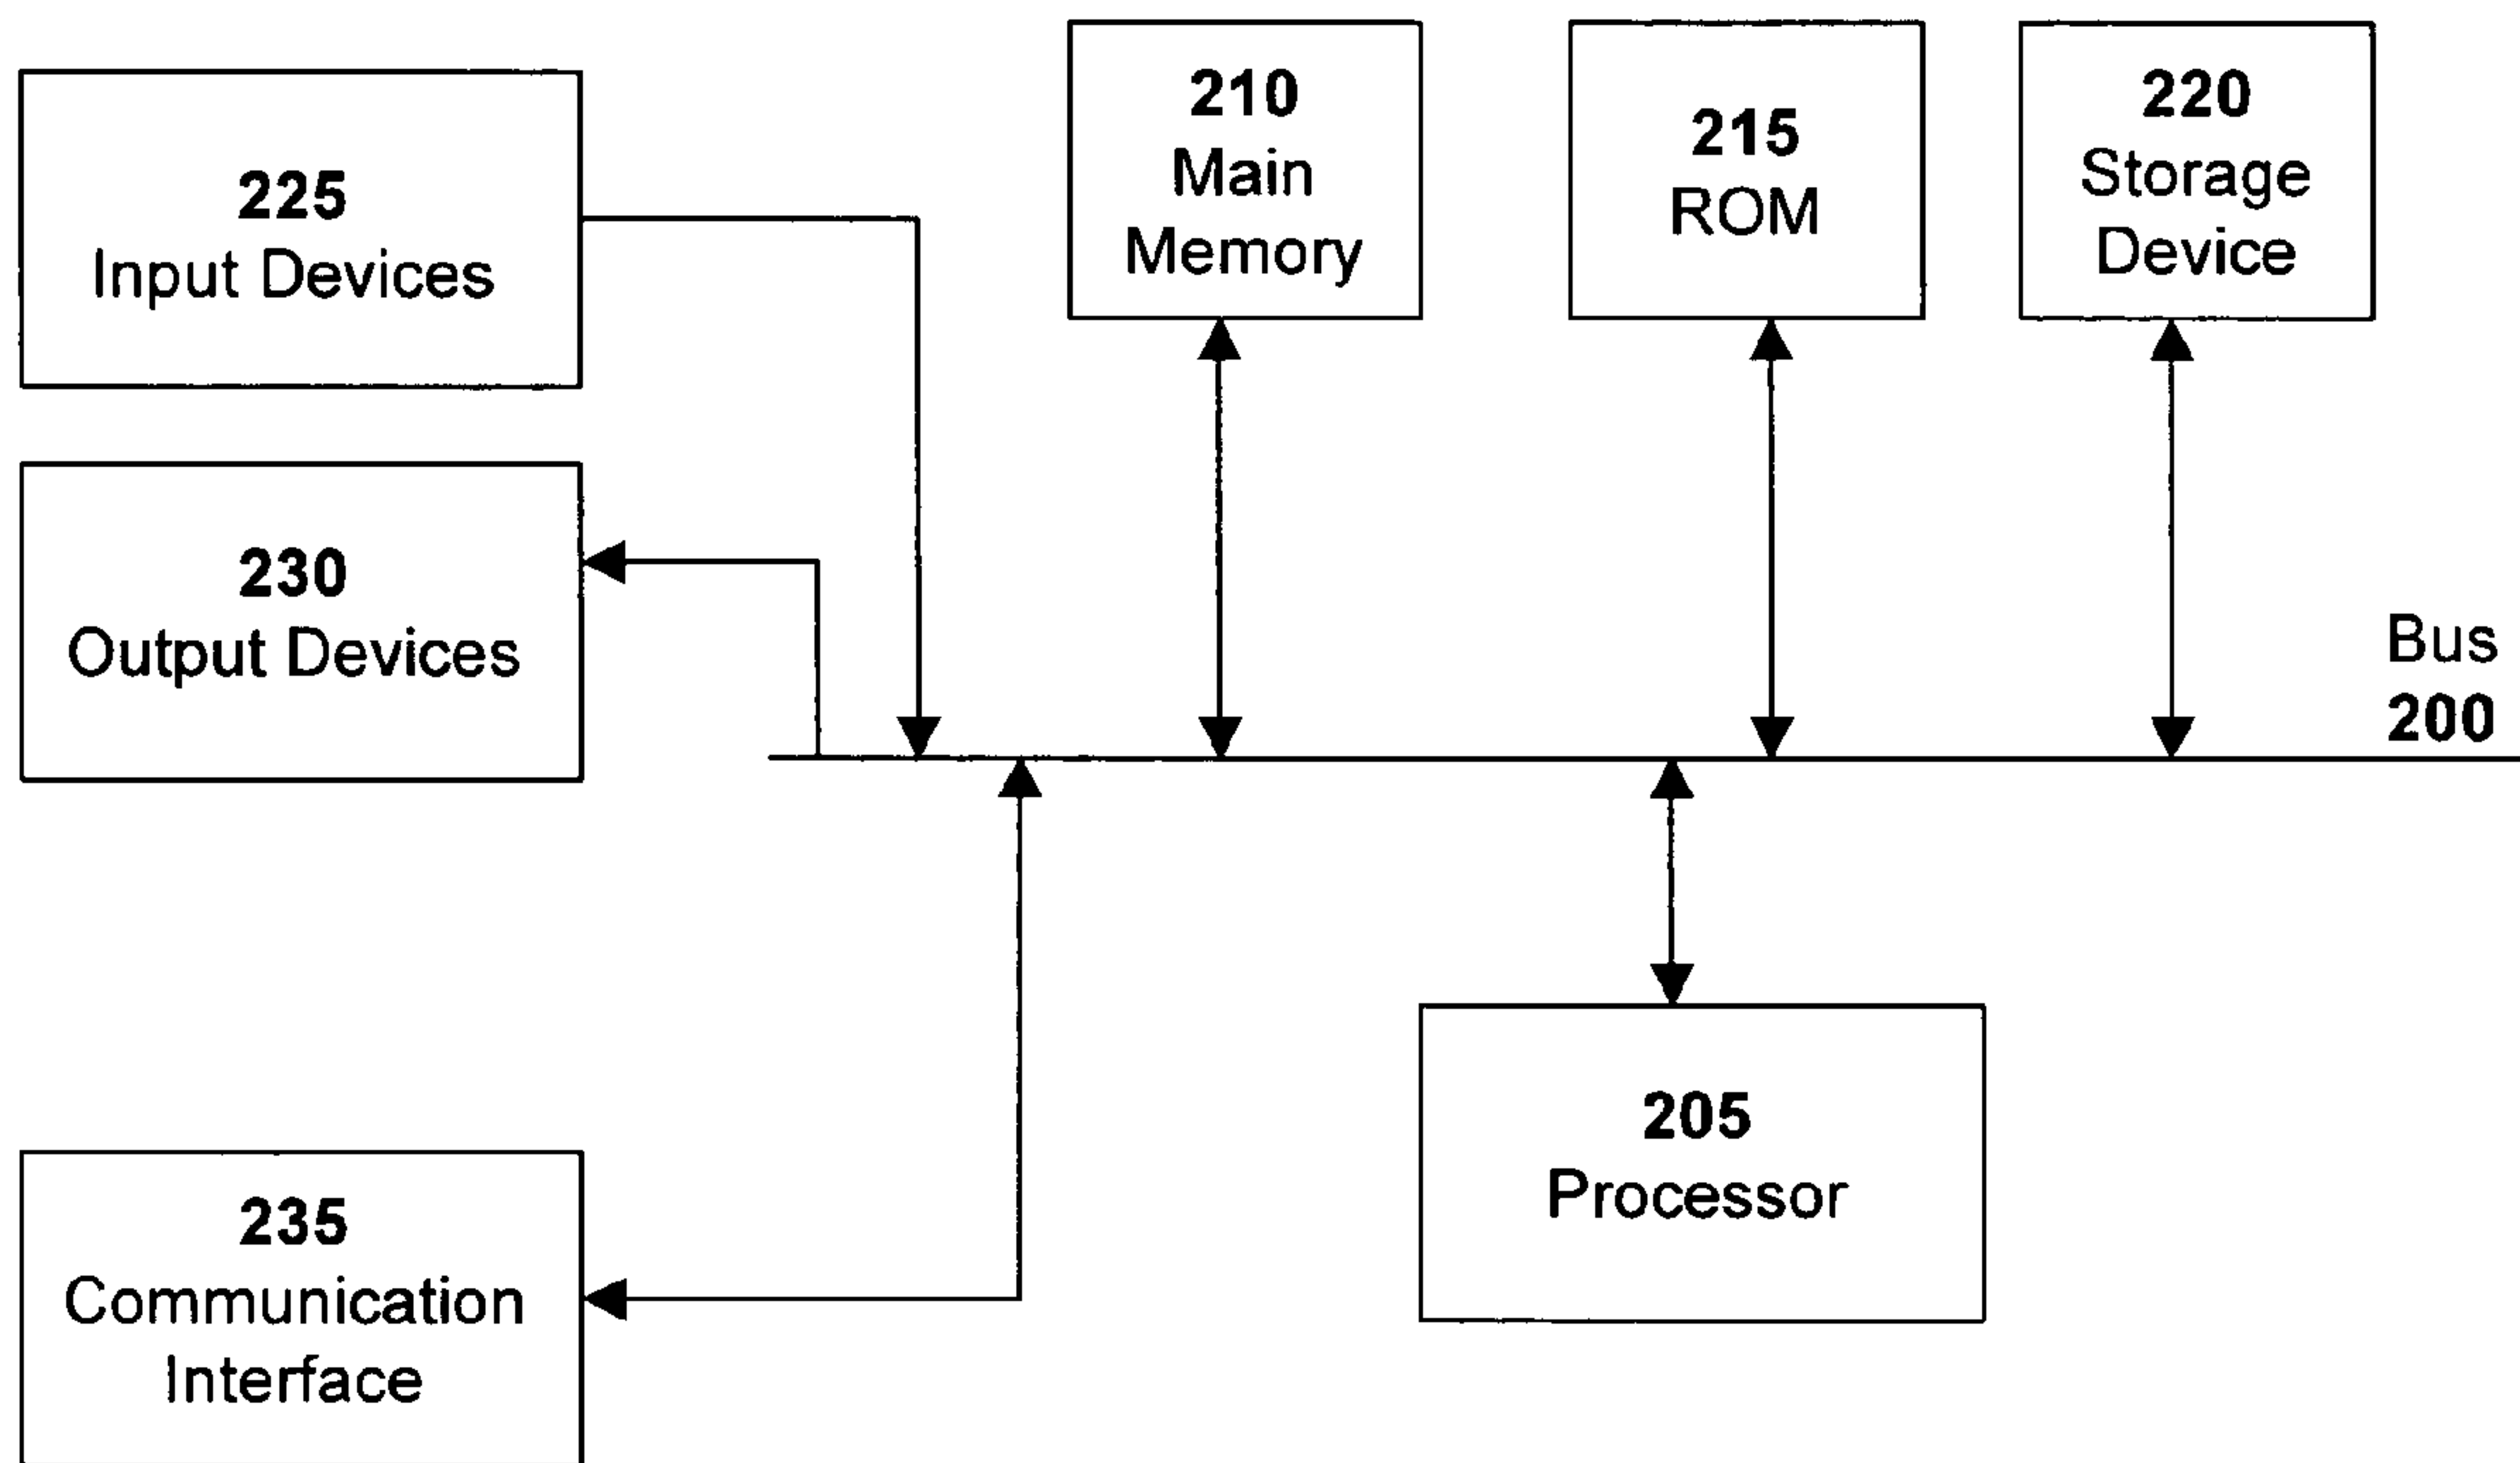 225
Input Devices
210
Main
Memory
215
ROM
220
Storage
Device
230
Output Devices
Bus
200
205
Processor
235
Communication
Interface